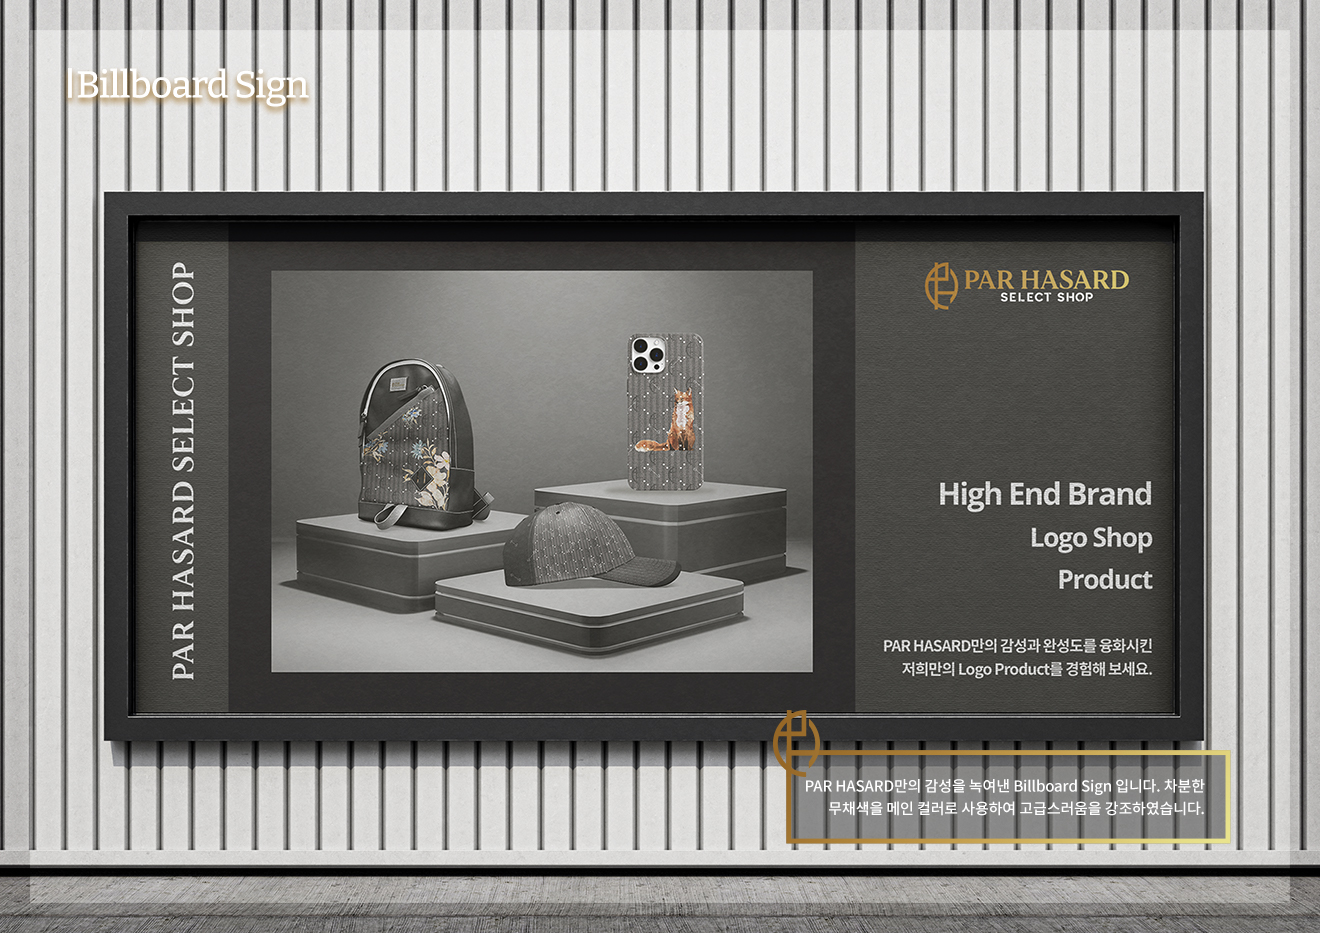 Billboard Sign
PAR HASARD SELECT SHOP
PAR HASARD
SELECT SHOP
High End Brand
Logo Shop
Product
PAR HASARD만의 감성과 완성도를 융화시킨
저희만의 Logo Product를 경험해 보세요.
PAR HASARD만의 감성을 녹여낸 Billboard Sign 입니다. 차분한
무채색을 메인 컬러로 사용하여 고급스러움을 강조하였습니다.